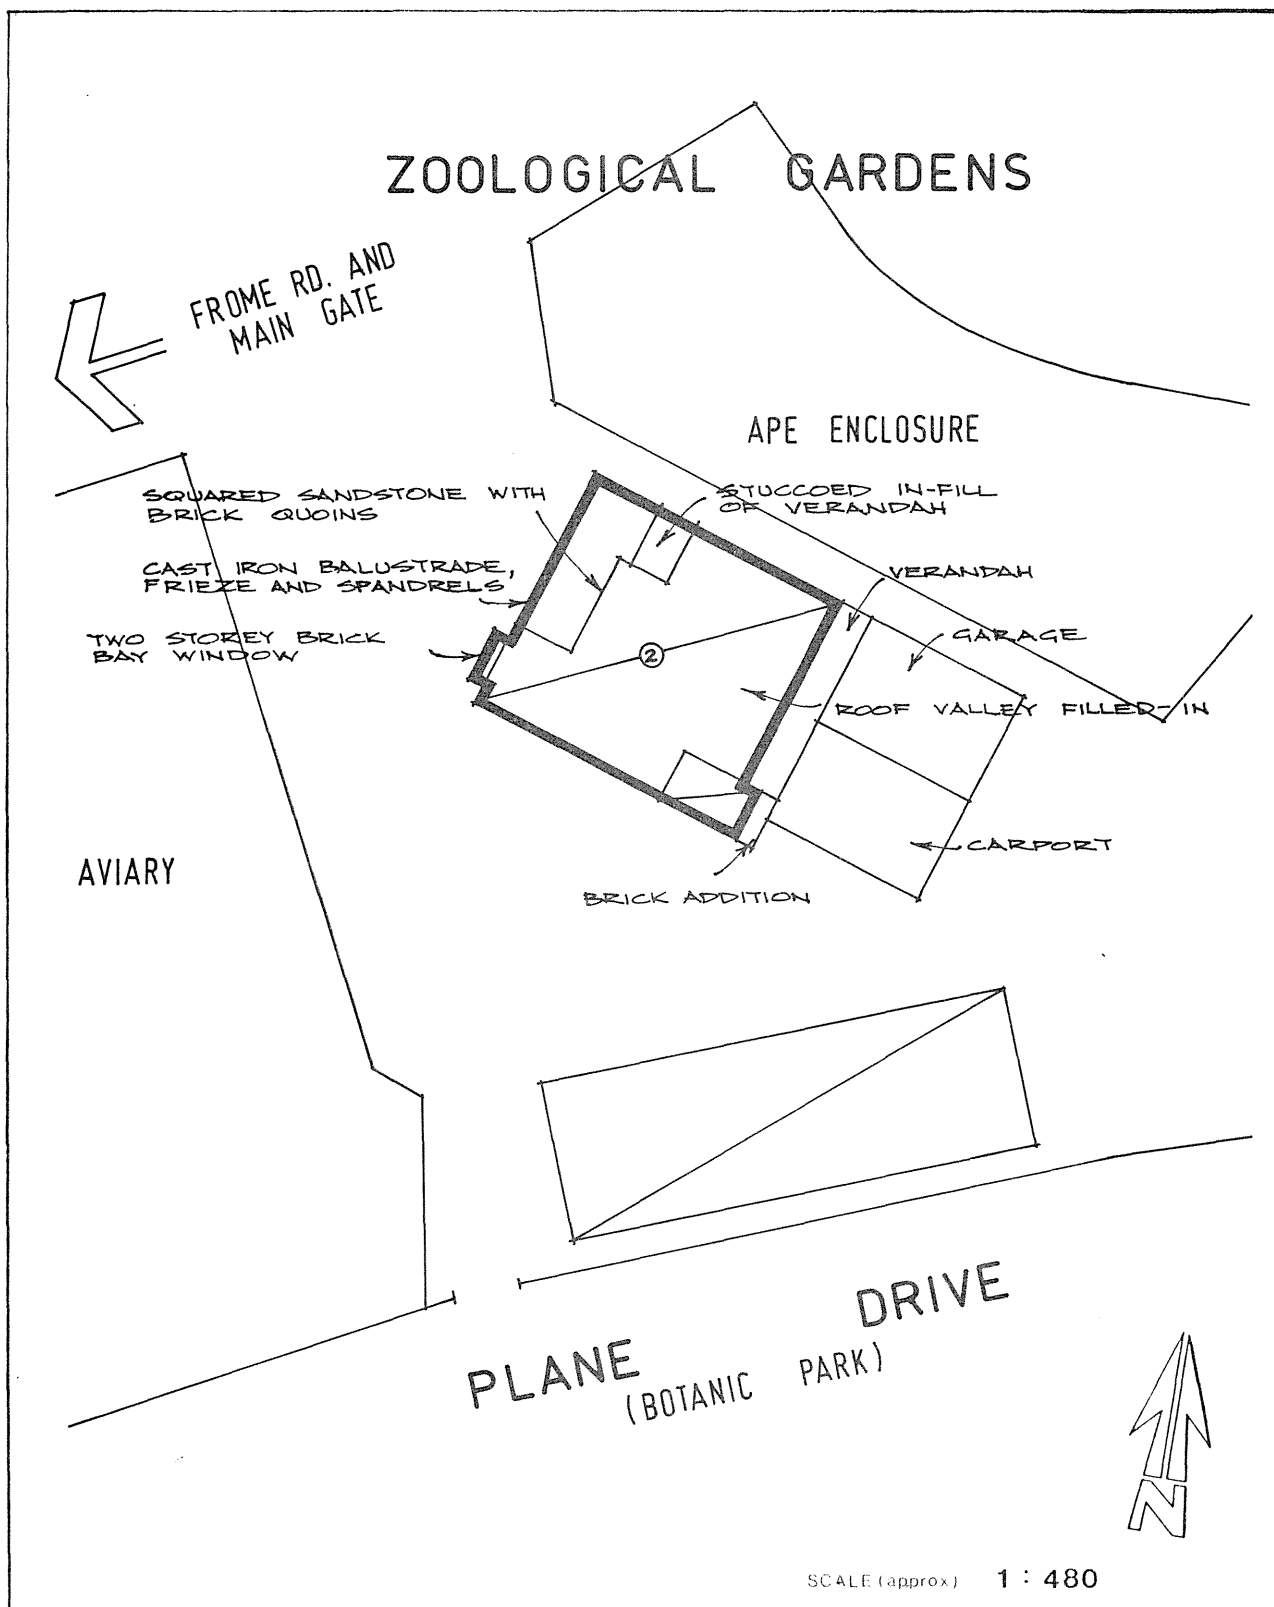 ZOOLOGICAL GARDENS
FROME RD. AND
MAIN GATE
APE ENCLOSURE
SQUARED SANDSTONE WITH
BRICK QUOINS
STUCCOED IN-FILL
OF VERANDAH
CAST IRON BALUSTRADE,
FRIEZE AND SPANDRELS
VERANDAH
TWO STOREY BRICK
BAY WINDOW
GARAGE
2
ROOF VALLEY FILLED-IN
CARPORT
AVIARY
BRICK ADDITION
PLANE DRIVE
(BOTANIC PARK)
N
SCALE (approx) 1 : 480